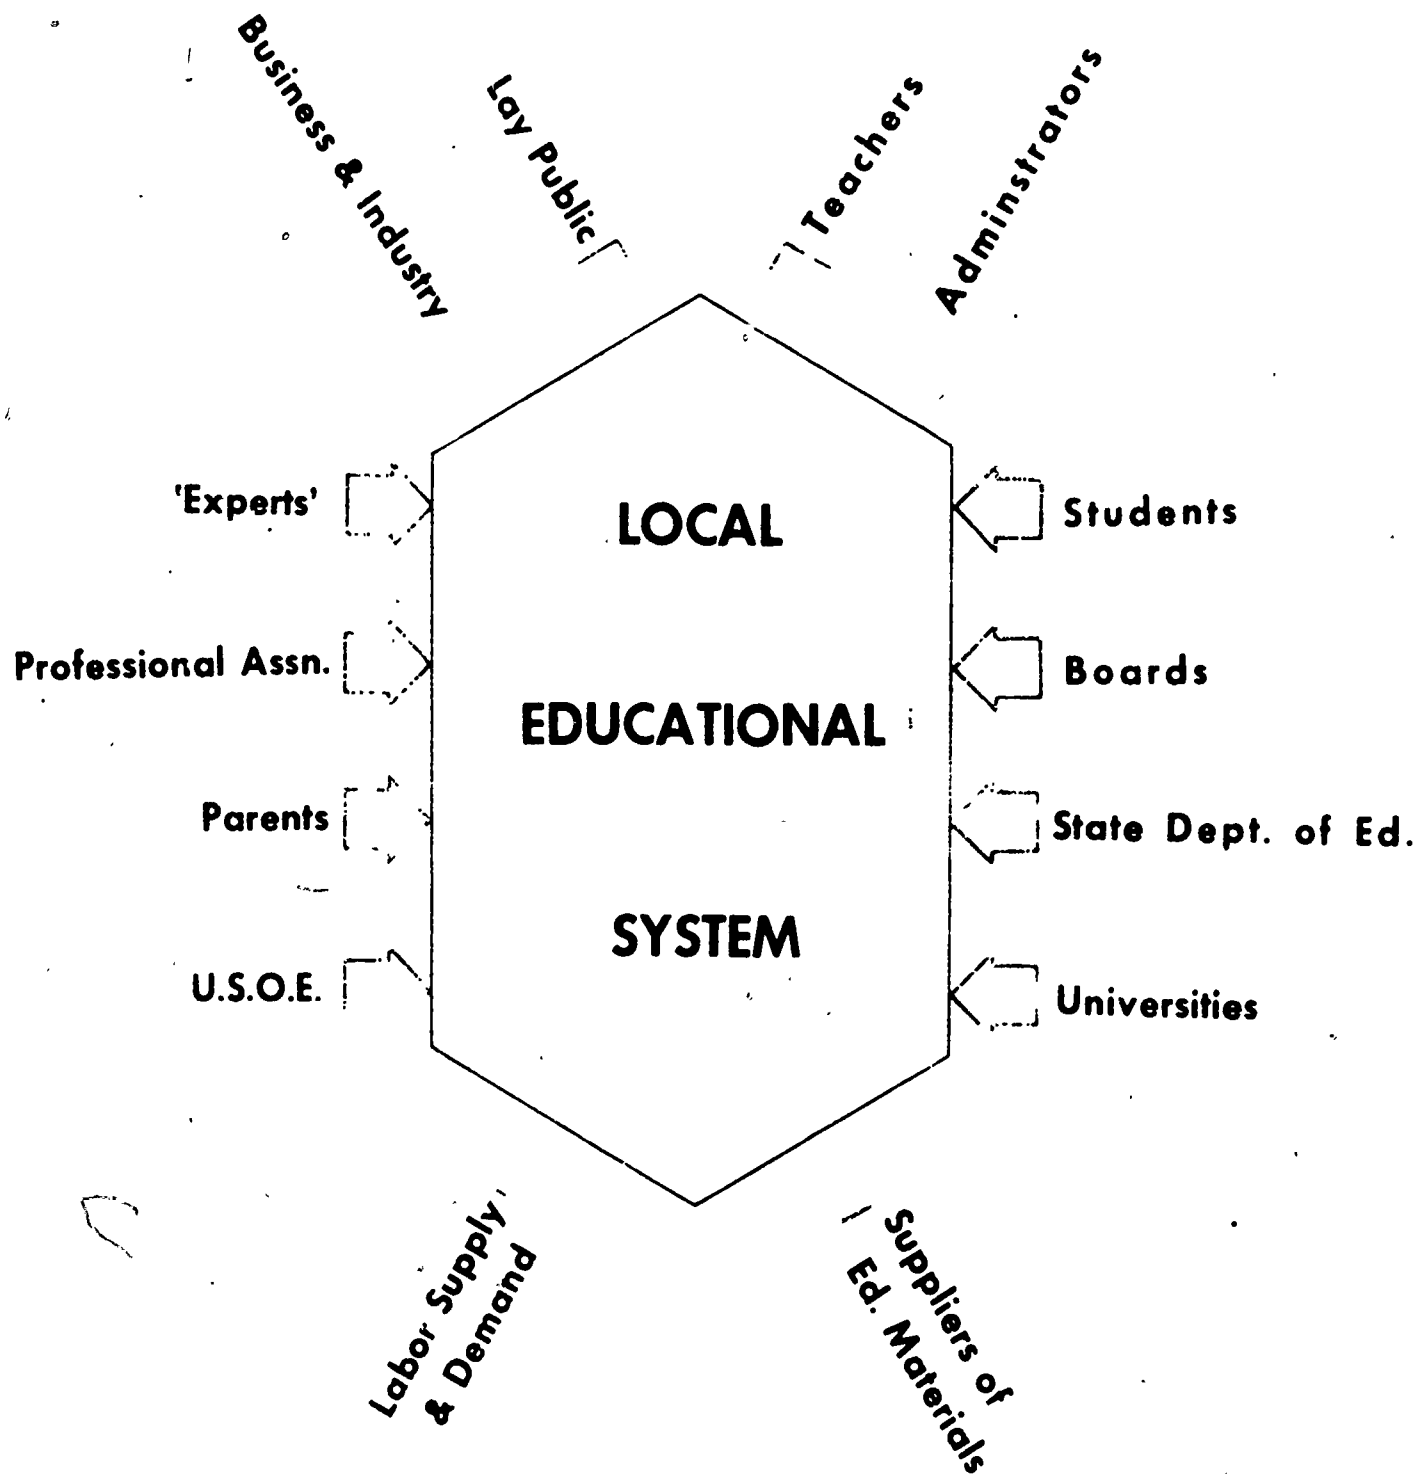 Business & Industry
Lay Public
Teachers
Adminstrators
'Experts'
Professional Assn.
Parents
U.S.O.E.
LOCAL
EDUCATIONAL
SYSTEM
Students
Boards
State Dept. of Ed.
Universities
Labor Supply
& Demand
Suppliers of
Ed. Materials